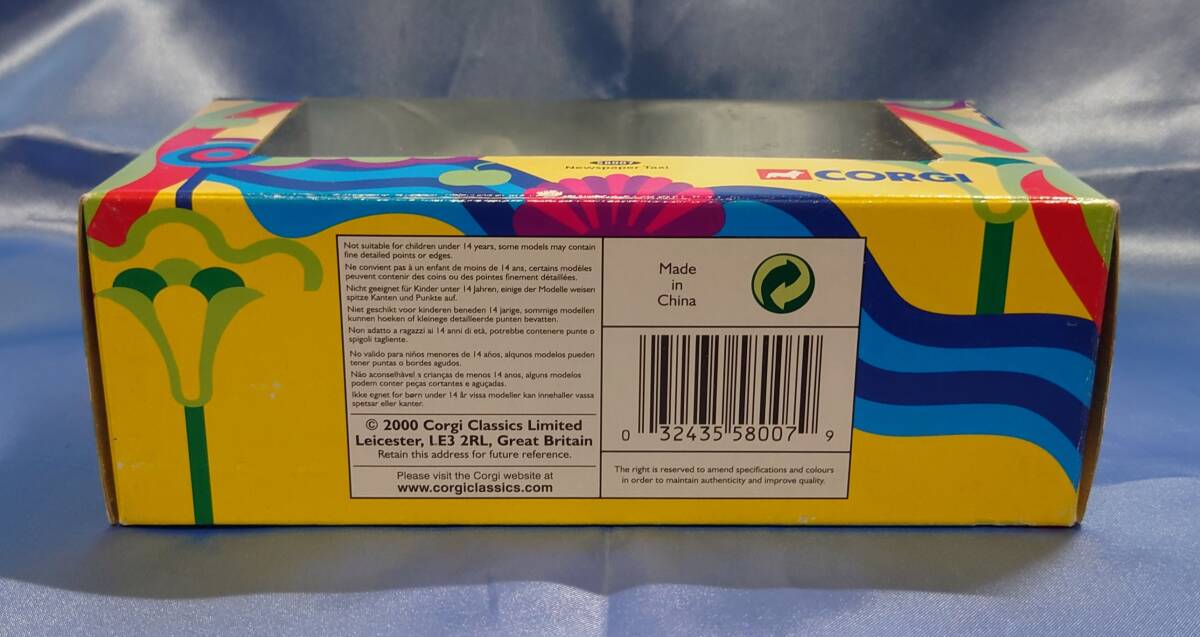 58007
Newspaper Taxi
CORGI
Not suitable for children under 14 years, some models may contain
fine detailed points or edges.
Ne convient pas à un enfant de moins de 14 ans, certains modèles
peuvent contenir des coins ou des pointes finement détaillées.
Nicht geeignet für Kinder unter 14 Jahren, einige der Modelle weisen
spitze Kanten und Punkte auf.
Niet geschikt voor kinderen beneden 14 jarige, sommige modellen
kunnen hoeken of kleinege detailleerde punten bevatten.
Non adatto a ragazzi ai 14 anni di età, potrebbe contenere punte o
spigoli tagliente.
No valido para niños menores de 14 años, alqunos modelos pueden
tener puntas o bordes agudos.
Não aconselhável s crianças de menos 14 anos, alguns modelos
podem conter peças cortantes e aguçadas.
Ikke egnet for børn under 14 år vissa modeller kan innehaller vassa
spetsar eller kanter.
© 2000 Corgi Classics Limited
Leicester, LE3 2RL, Great Britain
Retain this address for future reference.
Please visit the Corgi website at
www.corgiclassics.com
Made
in
China
0 32435 58007 9
The right is reserved to amend specifications and colours
in order to maintain authenticity and improve quality.